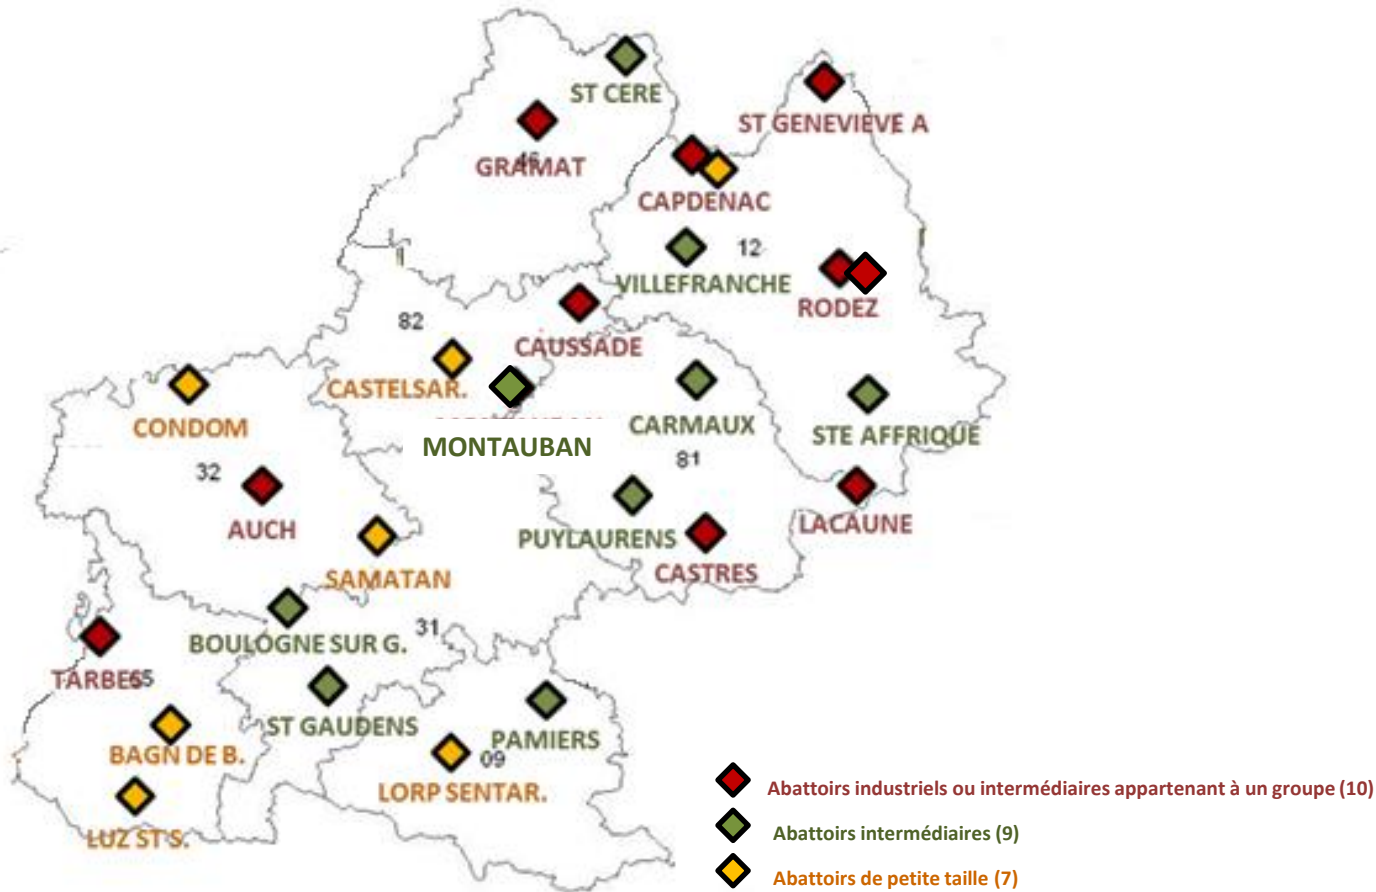 ST CERE
ST GENEVIEVE A
46
GRAMAT
CAPDENAC
12
VILLEFRANCHE
RODEZ
82
CAUSSADE
CASTELSAR.
CONDOM
CARMAUX
STE AFFRIQUE
MONTAUBAN
81
32
AUCH
LACAUNE
PUYLAURENS
CASTRES
SAMATAN
31
BOULOGNE SUR G.
TARBES
65
ST GAUDENS
PAMIERS
BAGN DE B.
09
LORP SENTAR.
LUZ ST S.
Abattoirs industriels ou intermédiaires appartenant à un groupe (10)
Abattoirs intermédiaires (9)
Abattoirs de petite taille (7)